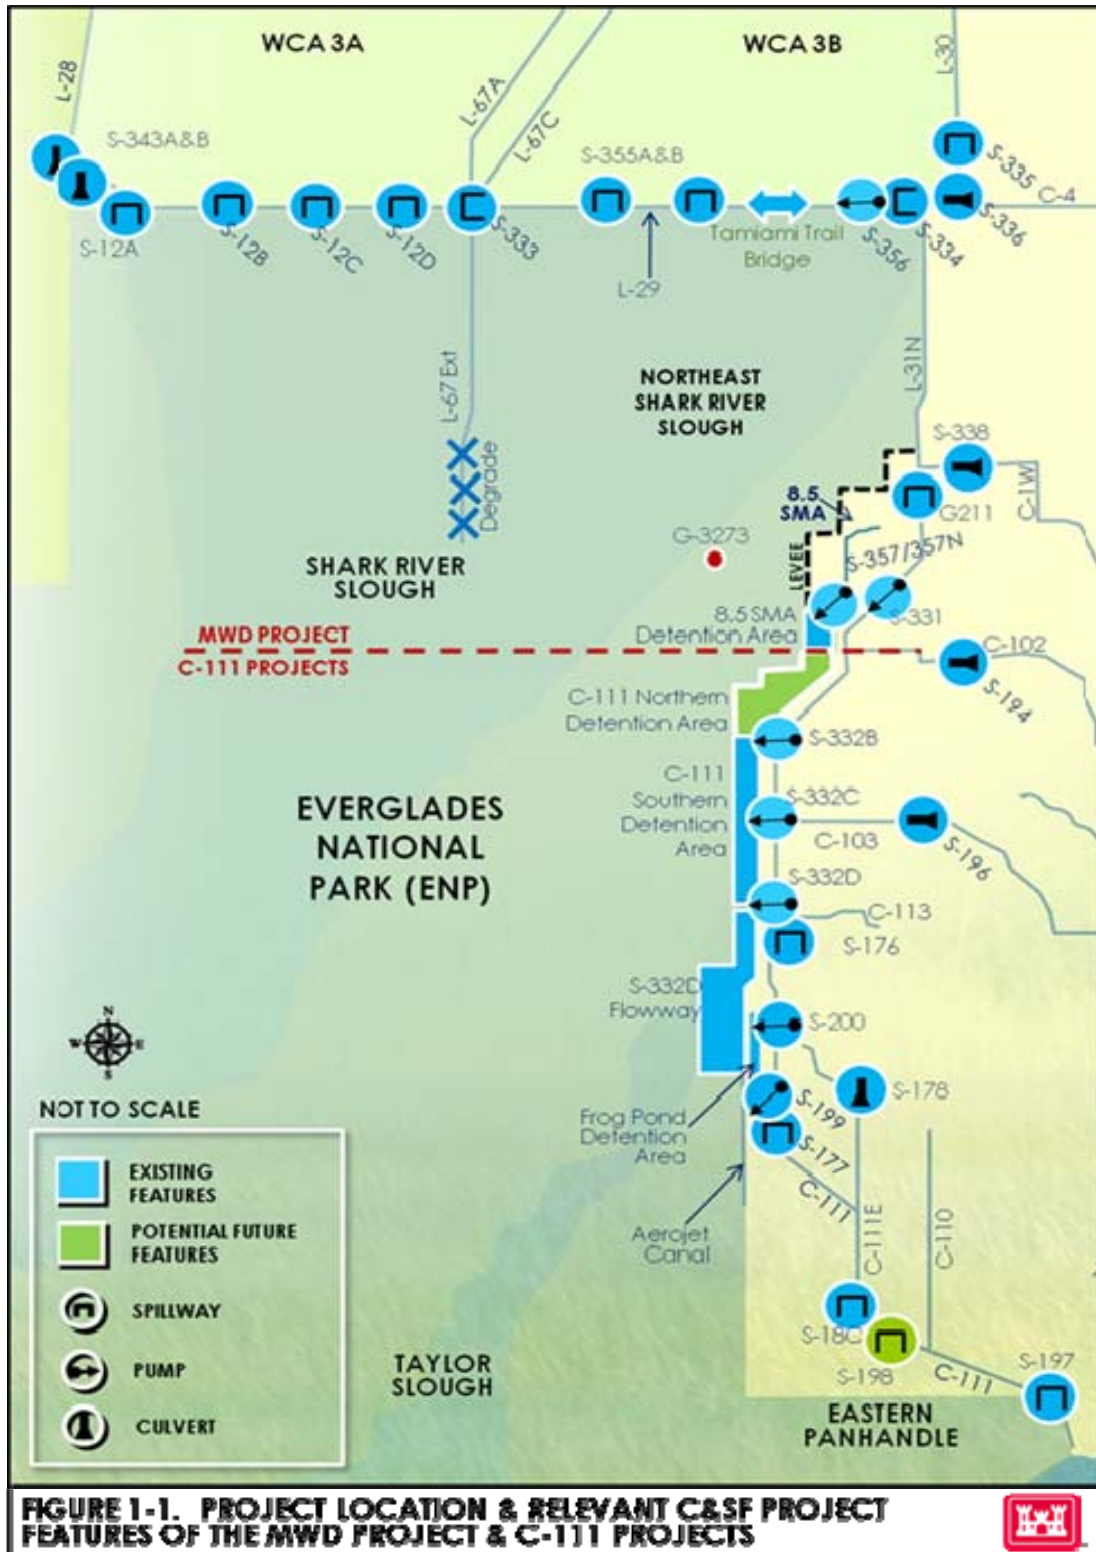 WCA 3A
WCA 3B
L-28
L-67A
L-67C
L-30
S-343A&B
S-355A&B
S-335
C-4
S-12A
S-12B
S-12C
S-12D
S-333
Tamiami Trail
Bridge
S-356
S-334
S-336
L-29
L-67 Ext
L-31N
NORTHEAST
SHARK RIVER
SLOUGH
S-338
Degrade
8.5
SMA
G211
C-1W
G-3273
LEVEE
S-357/357N
SHARK RIVER
SLOUGH
8.5 SMA
Detention Area
S-331
MWD PROJECT
C-111 PROJECTS
C-102
S-194
C-111 Northern
Detention Area
S-332B
C-111
Southern
Detention
Area
S-332C
C-103
S-196
EVERGLADES
NATIONAL
PARK (ENP)
S-332D
C-113
S-176
S-332D
Flowway
S-200
N
W E
S
NOT TO SCALE
S-178
S-199
Frog Pond
Detention
Area
S-177
C-111
Aerojet
Canal
C-111E
C-110
EXISTING
FEATURES
POTENTIAL FUTURE
FEATURES
SPILLWAY
PUMP
CULVERT
S-18C
S-198
C-111
S-197
TAYLOR
SLOUGH
EASTERN
PANHANDLE
FIGURE 1-1. PROJECT LOCATION & RELEVANT C&SF PROJECT
FEATURES OF THE MWD PROJECT & C-111 PROJECTS